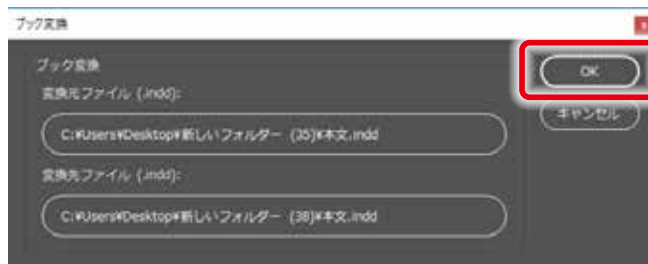 ブック変換
ブック変換
変換元ファイル (.indd):
C:¥Users¥Desktop¥新しいフォルダー (35)¥本文.indd
変換先ファイル (.indd):
C:¥Users¥Desktop¥新しいフォルダー (38)¥本文.indd
OK
キャンセル